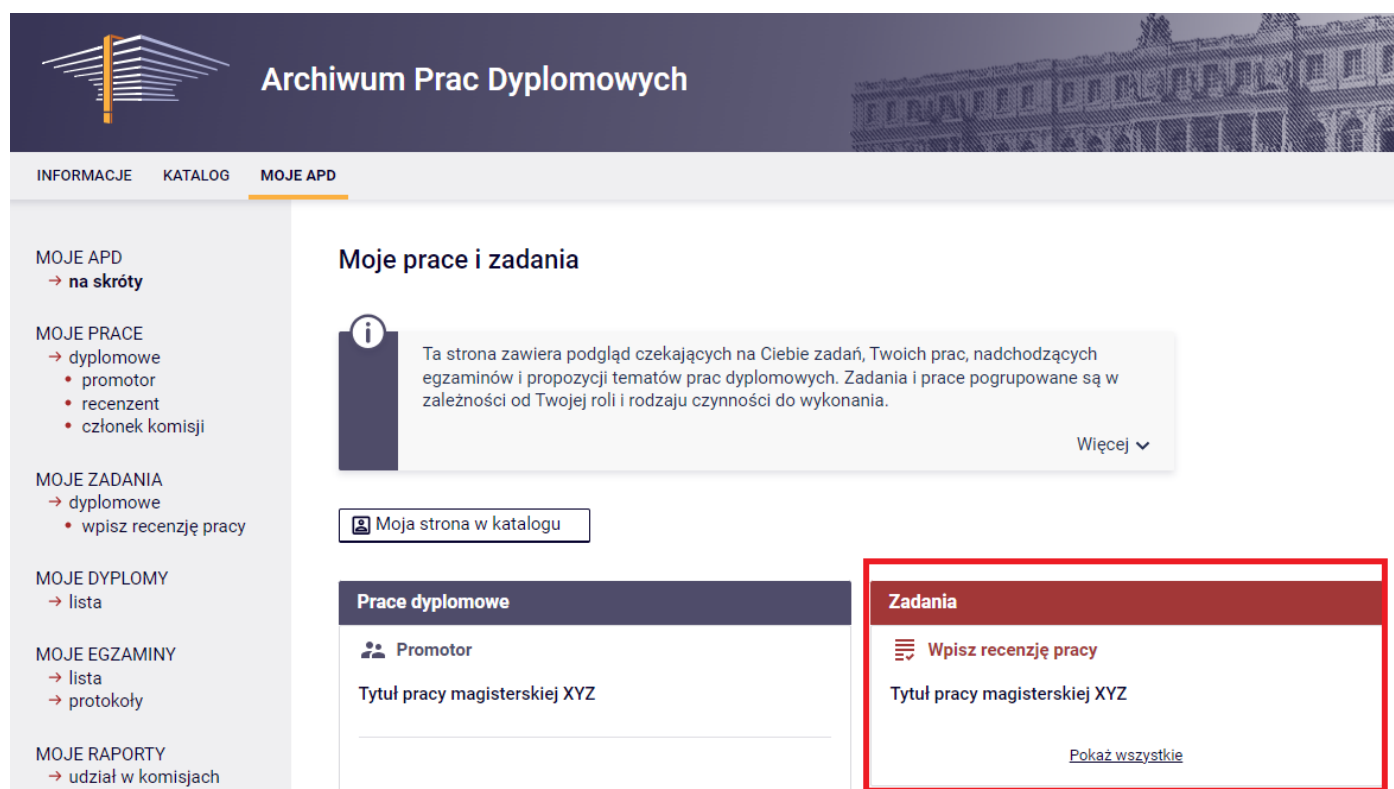 Archiwum Prac Dyplomowych
INFORMACJE KATALOG MOJE APD
MOJE APD
→ na skróty
MOJE PRACE
→ dyplomowe
• promotor
• recenzent
• członek komisji
MOJE ZADANIA
→ dyplomowe
• wpisz recenzję pracy
MOJE DYPLOMY
→ lista
MOJE EGZAMINY
→ lista
→ protokoły
MOJE RAPORTY
→ udział w komisjach
Moje prace i zadania
i
Ta strona zawiera podgląd czekających na Ciebie zadań, Twoich prac, nadchodzących
egzaminów i propozycji tematów prac dyplomowych. Zadania i prace pogrupowane są w
zależności od Twojej roli i rodzaju czynności do wykonania.
Więcej
Moja strona w katalogu
Prace dyplomowe
Promotor
Tytuł pracy magisterskiej XYZ
Zadania
Wpisz recenzję pracy
Tytuł pracy magisterskiej XYZ
Pokaż wszystkie